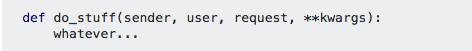 def do_stuff(sender, user, request, **kwargs):
    whatever...